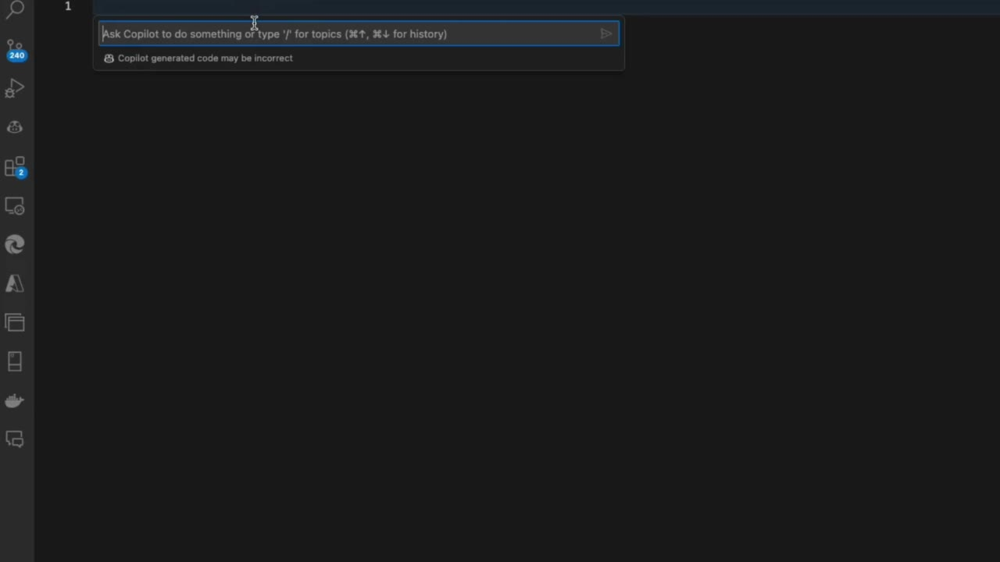 1
Ask Copilot to do something or type '/' for topics (⌘↑, ⌘↓ for history)
Copilot generated code may be incorrect
240
2